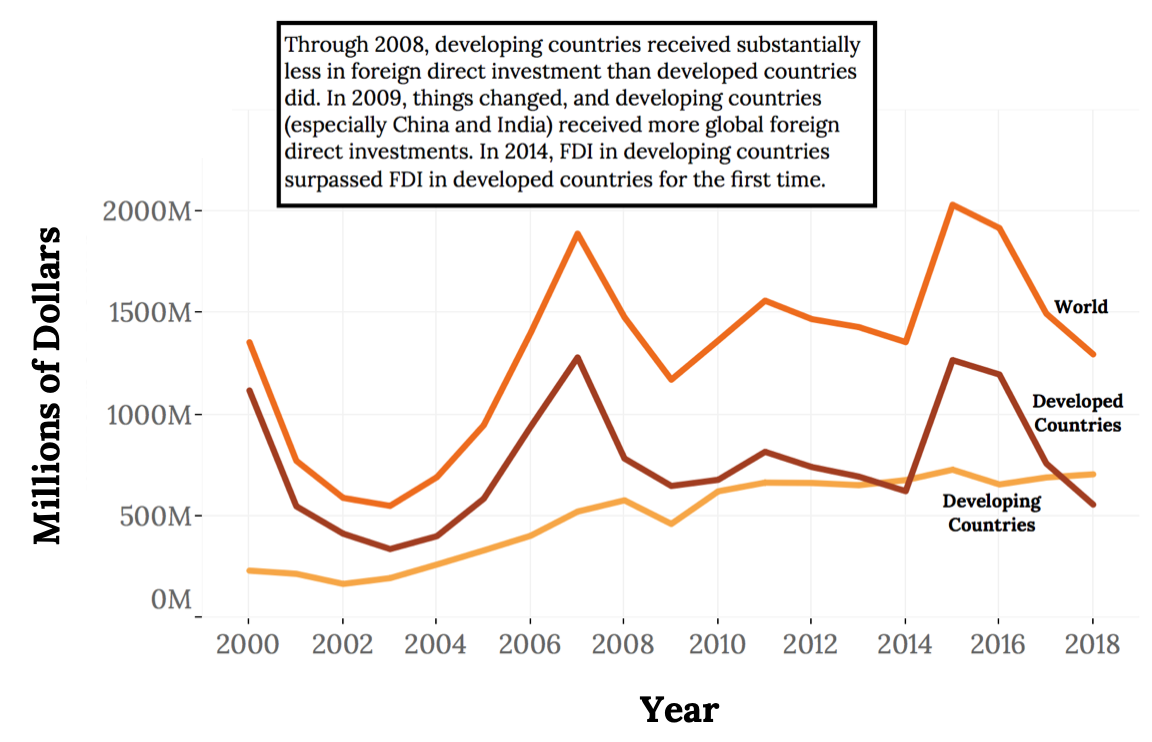 Through 2008, developing countries received substantially
less in foreign direct investment than developed countries
did. In 2009, things changed, and developing countries
(especially China and India) received more global foreign
direct investments. In 2014, FDI in developing countries
surpassed FDI in developed countries for the first time.
Millions of Dollars
2000M
1500M
1000M
500M
0M
World
Developed
Countries
Developing
Countries
2000 2002 2004 2006 2008 2010 2012 2014 2016 2018
Year